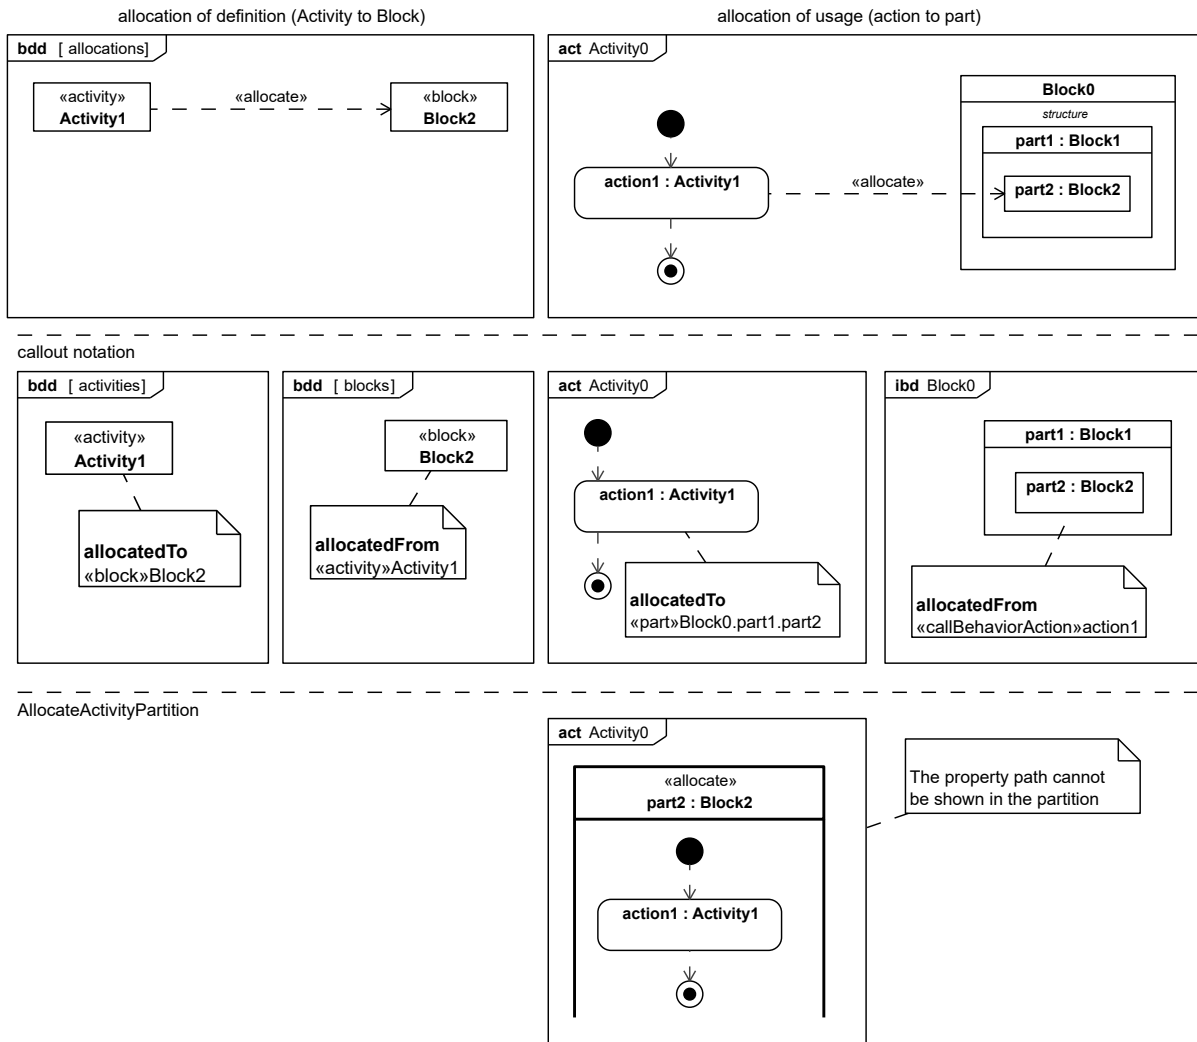 allocation of definition (Activity to Block)
allocation of usage (action to part)
bdd [ allocations]
«activity»
Activity1
«allocate»
«block»
Block2
act Activity0
action1 : Activity1
«allocate»
Block0
structure
part1 : Block1
part2 : Block2
callout notation
bdd [ activities]
«activity»
Activity1
allocatedTo
«block»Block2
bdd [ blocks]
«block»
Block2
allocatedFrom
«activity»Activity1
act Activity0
action1 : Activity1
allocatedTo
«part»Block0.part1.part2
ibd Block0
part1 : Block1
part2 : Block2
allocatedFrom
«callBehaviorAction»action1
AllocateActivityPartition
act Activity0
«allocate»
part2 : Block2
action1 : Activity1
The property path cannot
be shown in the partition